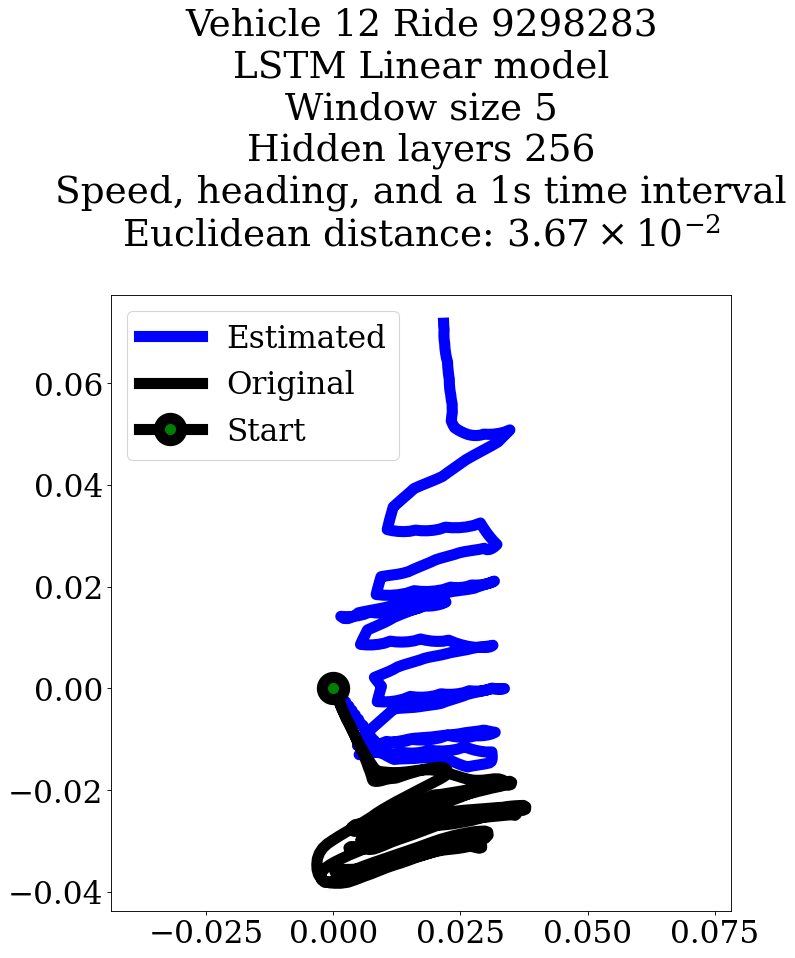 Vehicle 12 Ride 9298283
LSTM Linear model
Window size 5
Hidden layers 256
Speed, heading, and a 1s time interval
Euclidean distance: 3.67 × 10⁻²
Estimated
Original
Start
0.06
0.04
0.02
0.00
−0.02
−0.04
−0.025 0.000 0.025 0.050 0.075